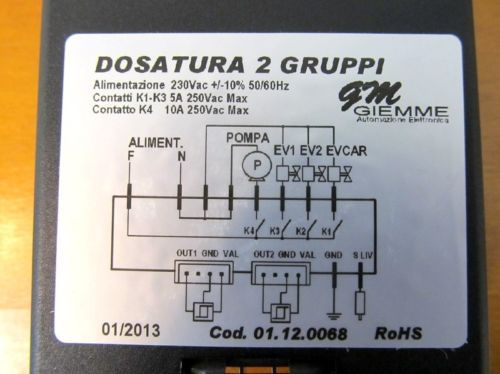 DOSATURA 2 GRUPPI
Alimentazione 230Vac +/-10% 50/60Hz
Contatti K1-K3 5A 250Vac Max
Contatto K4 10A 250Vac Max
GM
GIEMME
Automazione Elettronica
ALIMENT.
F N
POMPA
P
EV1 EV2 EVCAR
K4 K3 K2 K1
OUT1 GND VAL OUT2 GND VAL GND S LIV
01/2013 Cod. 01.12.0068 RoHS